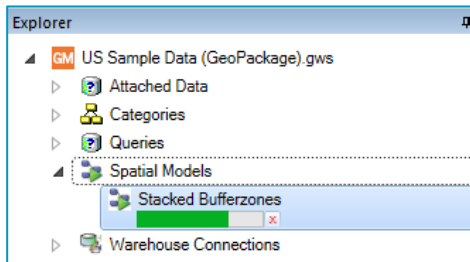 Explorer
GM US Sample Data (GeoPackage).gws
Attached Data
Categories
Queries
Spatial Models
Stacked Bufferzones
x
Warehouse Connections